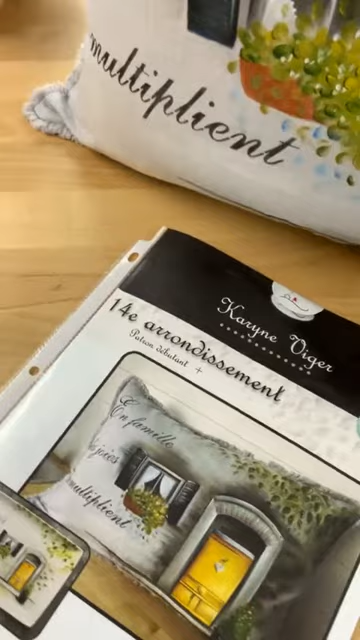 multiplient
Karyne Viger
14e arrondissement
Patron débutant +
En famille
joies
multiplient